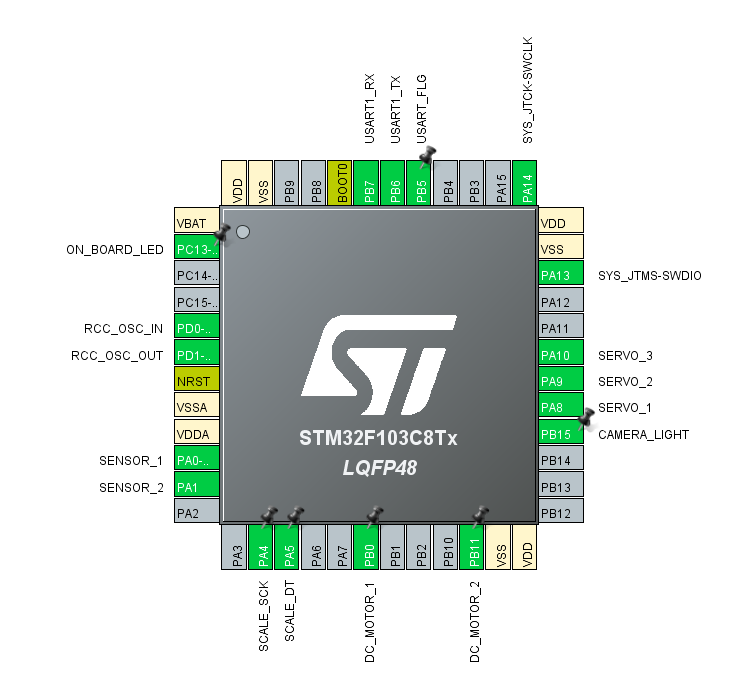 USART1_RX
USART1_TX
USART_FLG
SYS_JTCK-SWCLK
VDD
VSS
PB9
PB8
BOOT0
PB7
PB6
PB5
PB4
PB3
PA15
PA14
VBAT
ON_BOARD_LED PC13-..
PC14-..
PC15-..
RCC_OSC_IN PD0-..
RCC_OSC_OUT PD1-..
NRST
VSSA
VDDA
SENSOR_1 PA0-..
SENSOR_2 PA1
PA2
VDD
VSS
PA13 SYS_JTMS-SWDIO
PA12
PA11
PA10 SERVO_3
PA9 SERVO_2
PA8 SERVO_1
PB15 CAMERA_LIGHT
PB14
PB13
PB12
ST
STM32F103C8Tx
LQFP48
PA3
PA4
PA5
PA6
PA7
PB0
PB1
PB2
PB10
PB11
VSS
VDD
SCALE_SCK
SCALE_DT
DC_MOTOR_1
DC_MOTOR_2